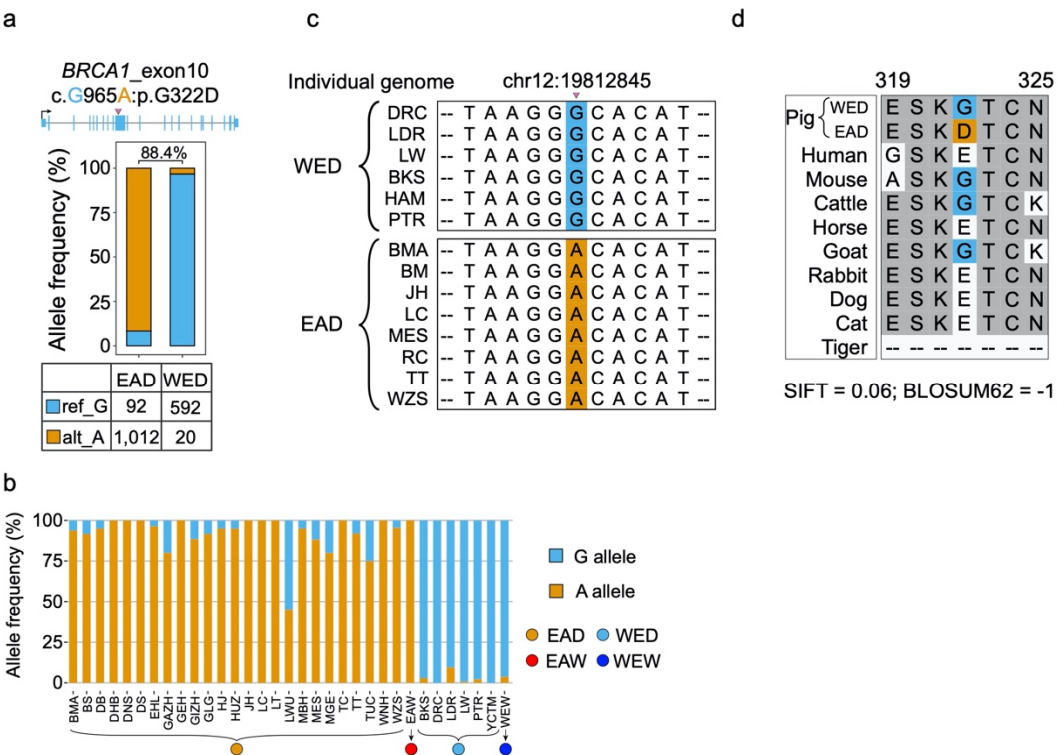 a
BRCA1_exon10
c.G965A:p.G322D
88.4%
Allele frequency (%)
100
75
50
25
0
EAD WED
ref_G 92 592
alt_A 1,012 20
c
Individual genome chr12:19812845
WED
DRC -- T A A G G G C A C A T --
LDR -- T A A G G G C A C A T --
LW -- T A A G G G C A C A T --
BKS -- T A A G G G C A C A T --
HAM -- T A A G G G C A C A T --
PTR -- T A A G G G C A C A T --
EAD
BMA -- T A A G G A C A C A T --
BM -- T A A G G A C A C A T --
JH -- T A A G G A C A C A T --
LC -- T A A G G A C A C A T --
MES -- T A A G G A C A C A T --
RC -- T A A G G A C A C A T --
TT -- T A A G G A C A C A T --
WZS -- T A A G G A C A C A T --
d
319 325
Pig
WED E S K G T C N
EAD E S K D T C N
Human G S K E T C N
Mouse A S K G T C N
Cattle E S K G T C K
Horse E S K E T C N
Goat E S K G T C K
Rabbit E S K E T C N
Dog E S K E T C N
Cat E S K E T C N
Tiger -- -- -- -- -- -- --
SIFT = 0.06; BLOSUM62 = -1
b
Allele frequency (%)
100
75
50
25
0
BMA
BS
DB
DHB
DNS
DS
EHL
GAZH
GEH
GIZH
GLG
HJ
HUZ
JH
LC
LT
LWU
MBH
MES
MGE
TC
TT
TUC
WNH
WZS
EAW
BKS
DRC
LDR
LW
PTR
YCTM
WEW
G allele
A allele
EAD WED
EAW WEW